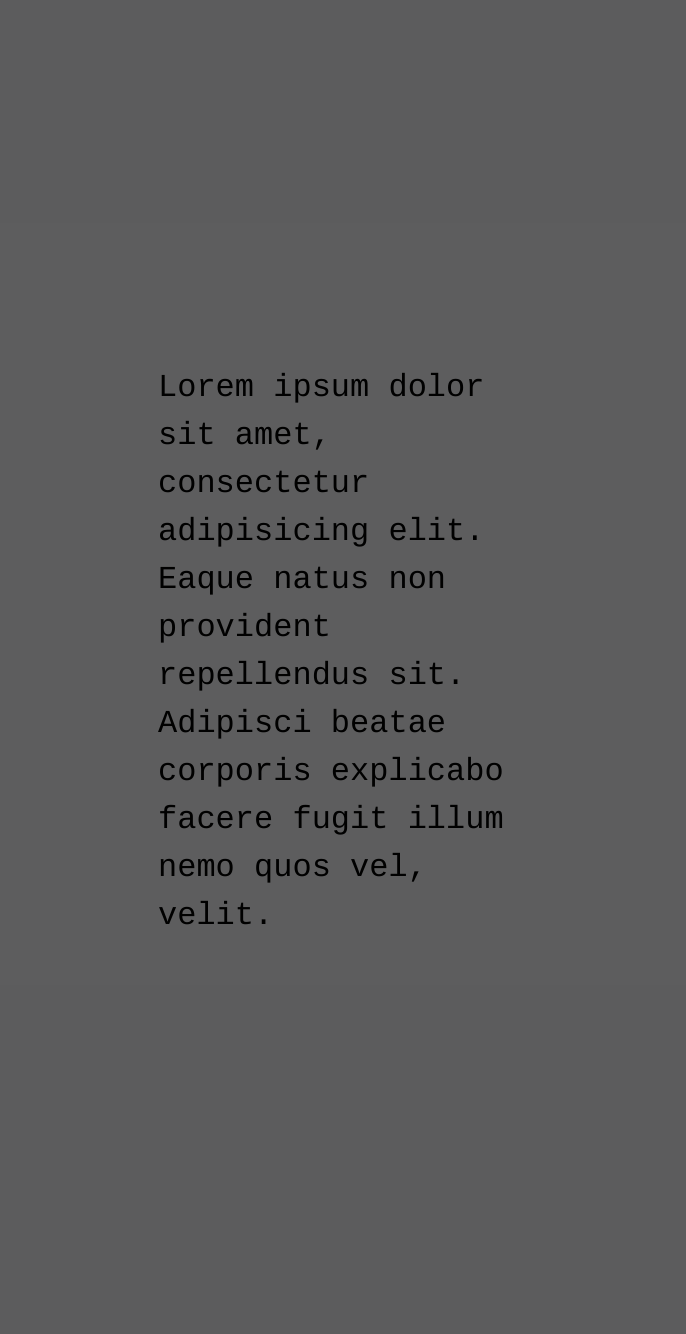 Lorem ipsum dolor
sit amet,
consectetur
adipisicing elit.
Eaque natus non
provident
repellendus sit.
Adipisci beatae
corporis explicabo
facere fugit illum
nemo quos vel,
velit.